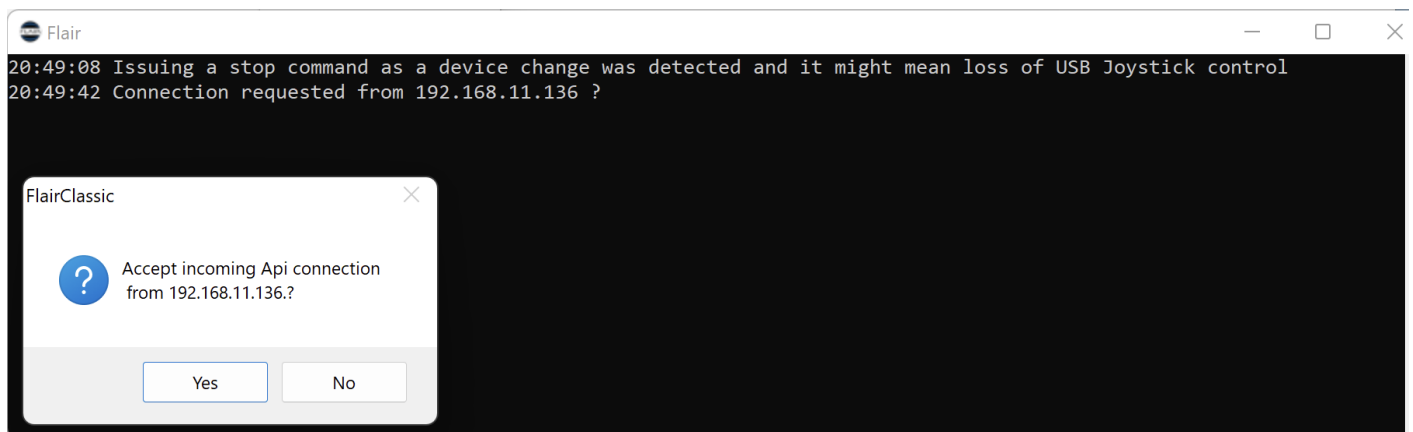 Flair
20:49:08 Issuing a stop command as a device change was detected and it might mean loss of USB Joystick control
20:49:42 Connection requested from 192.168.11.136 ?
FlairClassic
Accept incoming Api connection
from 192.168.11.136.?
Yes No